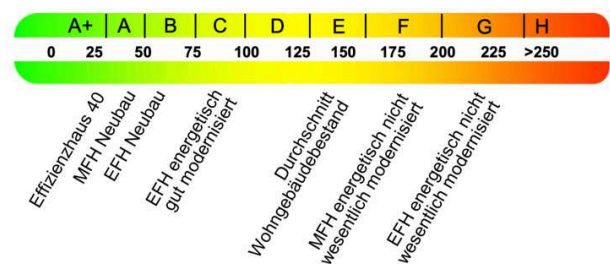 A+ A B C D E F G H
0 25 50 75 100 125 150 175 200 225 >250
Effizienzhaus 40
MFH Neubau
EFH Neubau
EFH energetisch
gut modernisiert
Durchschnitt
Wohngebäudebestand
MFH energetisch nicht
wesentlich modernisiert
EFH energetisch nicht
wesentlich modernisiert